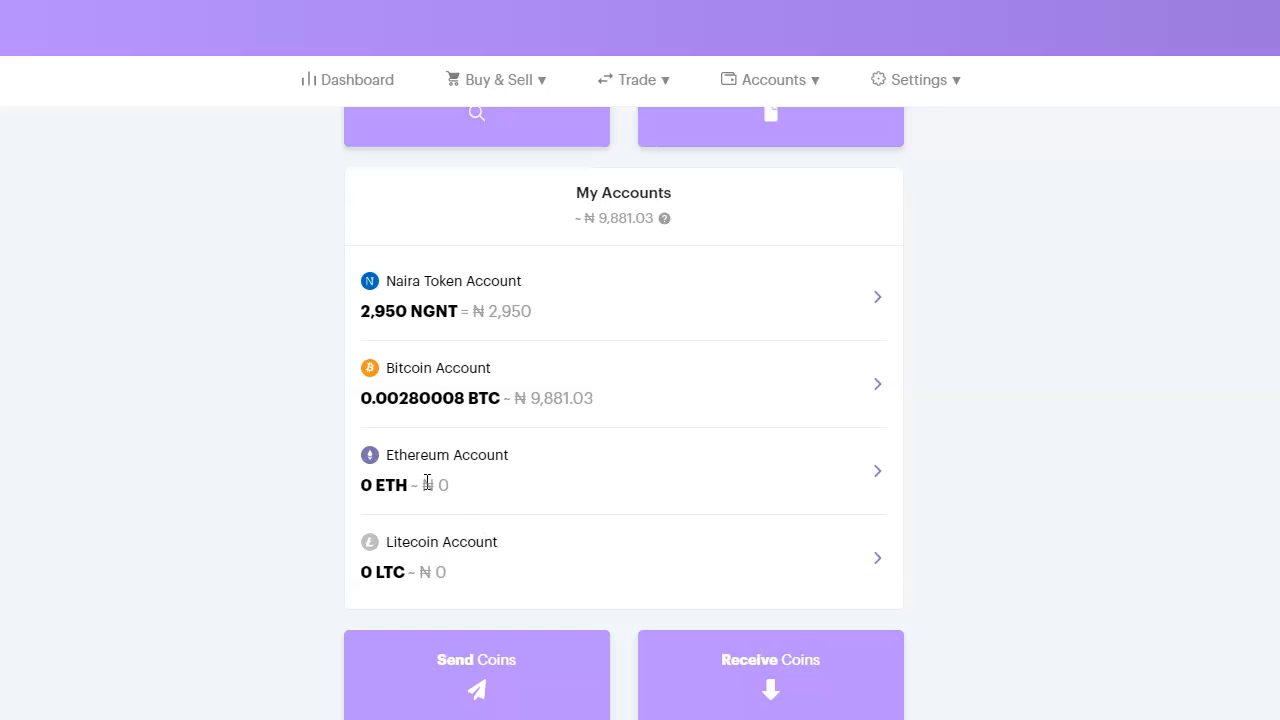 Dashboard Buy & Sell ▼ Trade ▼ Accounts ▼ Settings ▼
My Accounts
~ ₦ 9,881.03 ?
Naira Token Account
2,950 NGNT = ₦ 2,950
Bitcoin Account
0.00280008 BTC ~ ₦ 9,881.03
Ethereum Account
0 ETH ~ ₦ 0
Litecoin Account
0 LTC ~ ₦ 0
Send Coins Receive Coins